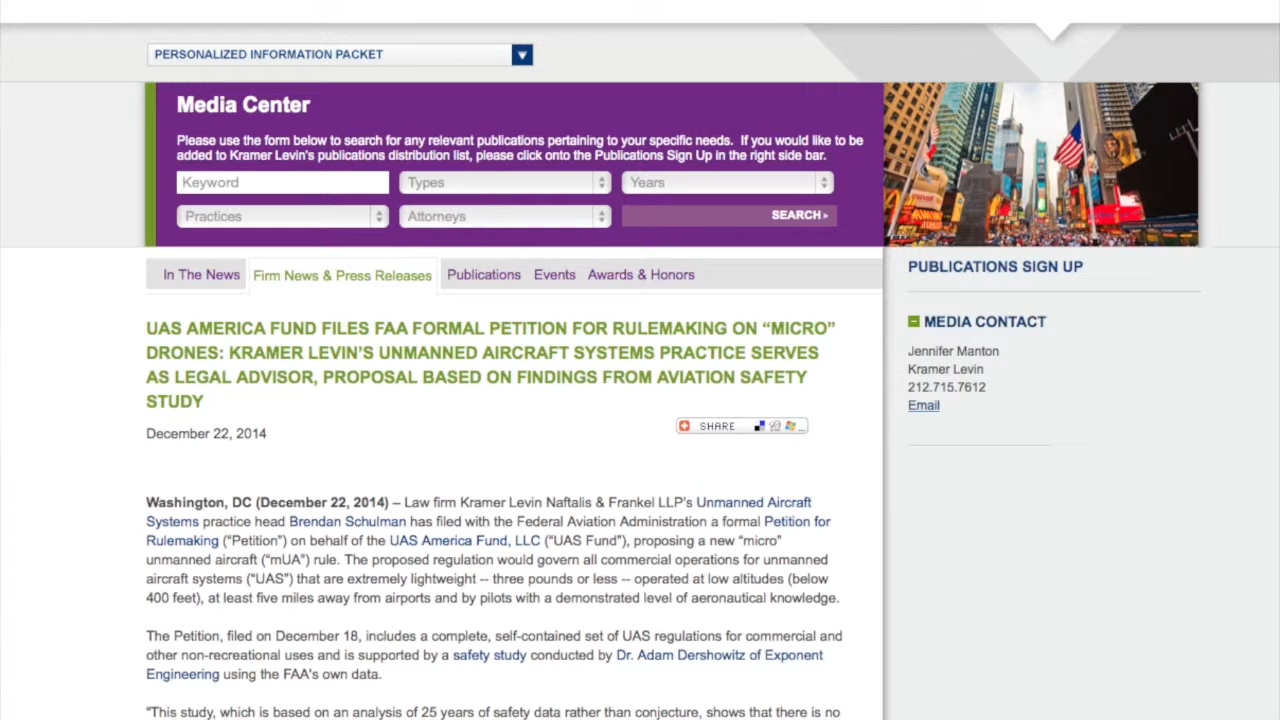 PERSONALIZED INFORMATION PACKET
Media Center
Please use the form below to search for any relevant publications pertaining to your specific needs. If you would like to be
added to Kramer Levin's publications distribution list, please click onto the Publications Sign Up in the right side bar.
Keyword
Types
Years
Practices
Attorneys
SEARCH
In The News
Firm News & Press Releases
Publications
Events
Awards & Honors
UAS AMERICA FUND FILES FAA FORMAL PETITION FOR RULEMAKING ON “MICRO”
DRONES: KRAMER LEVIN’S UNMANNED AIRCRAFT SYSTEMS PRACTICE SERVES
AS LEGAL ADVISOR, PROPOSAL BASED ON FINDINGS FROM AVIATION SAFETY
STUDY
December 22, 2014
SHARE
Washington, DC (December 22, 2014) – Law firm Kramer Levin Naftalis & Frankel LLP’s Unmanned Aircraft
Systems practice head Brendan Schulman has filed with the Federal Aviation Administration a formal Petition for
Rulemaking (“Petition”) on behalf of the UAS America Fund, LLC (“UAS Fund”), proposing a new “micro”
unmanned aircraft (“mUA”) rule. The proposed regulation would govern all commercial operations for unmanned
aircraft systems (“UAS”) that are extremely lightweight -- three pounds or less -- operated at low altitudes (below
400 feet), at least five miles away from airports and by pilots with a demonstrated level of aeronautical knowledge.
The Petition, filed on December 18, includes a complete, self-contained set of UAS regulations for commercial and
other non-recreational uses and is supported by a safety study conducted by Dr. Adam Dershowitz of Exponent
Engineering using the FAA's own data.
“This study, which is based on an analysis of 25 years of safety data rather than conjecture, shows that there is no
PUBLICATIONS SIGN UP
MEDIA CONTACT
Jennifer Manton
Kramer Levin
212.715.7612
Email